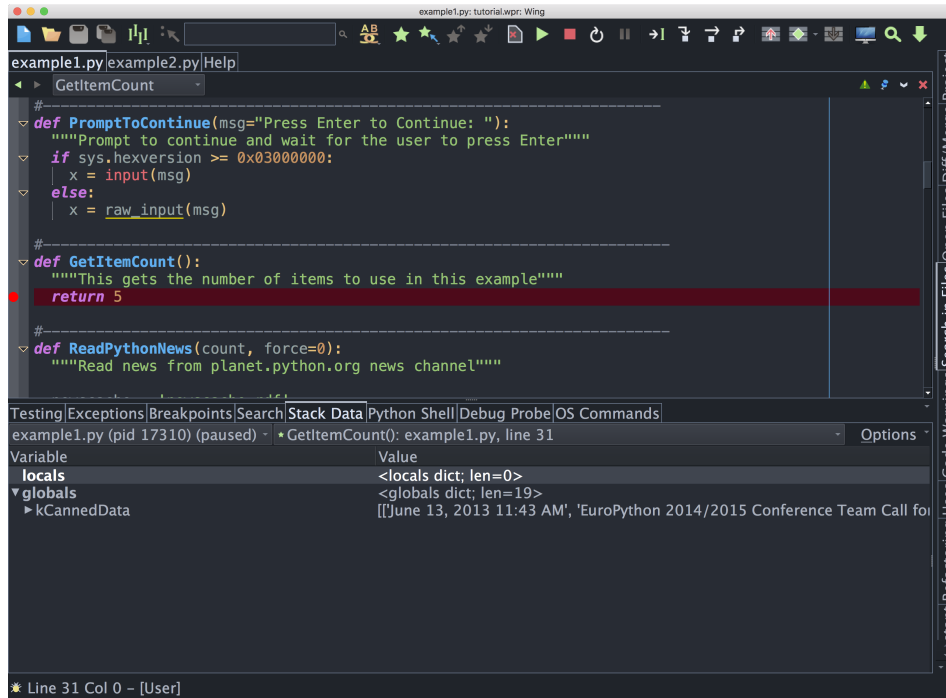 example1.py: tutorial.wpr: Wing
example1.py example2.py Help
GetItemCount
#----------------------------------------------------------------------
def PromptToContinue(msg="Press Enter to Continue: "):
"""Prompt to continue and wait for the user to press Enter"""
if sys.hexversion >= 0x03000000:
x = input(msg)
else:
x = raw_input(msg)
#-----------------------------------------------------------------------
def GetItemCount():
"""This gets the number of items to use in this example"""
return 5
#-----------------------------------------------------------------------
def ReadPythonNews(count, force=0):
"""Read news from planet.python.org news channel"""
Testing Exceptions Breakpoints Search Stack Data Python Shell Debug Probe OS Commands
example1.py (pid 17310) (paused) GetItemCount(): example1.py, line 31 Options
Variable Value
locals <locals dict; len=0>
globals <globals dict; len=19>
kCannedData [['June 13, 2013 11:43 AM', 'EuroPython 2014/2015 Conference Team Call for
Line 31 Col 0 – [User]